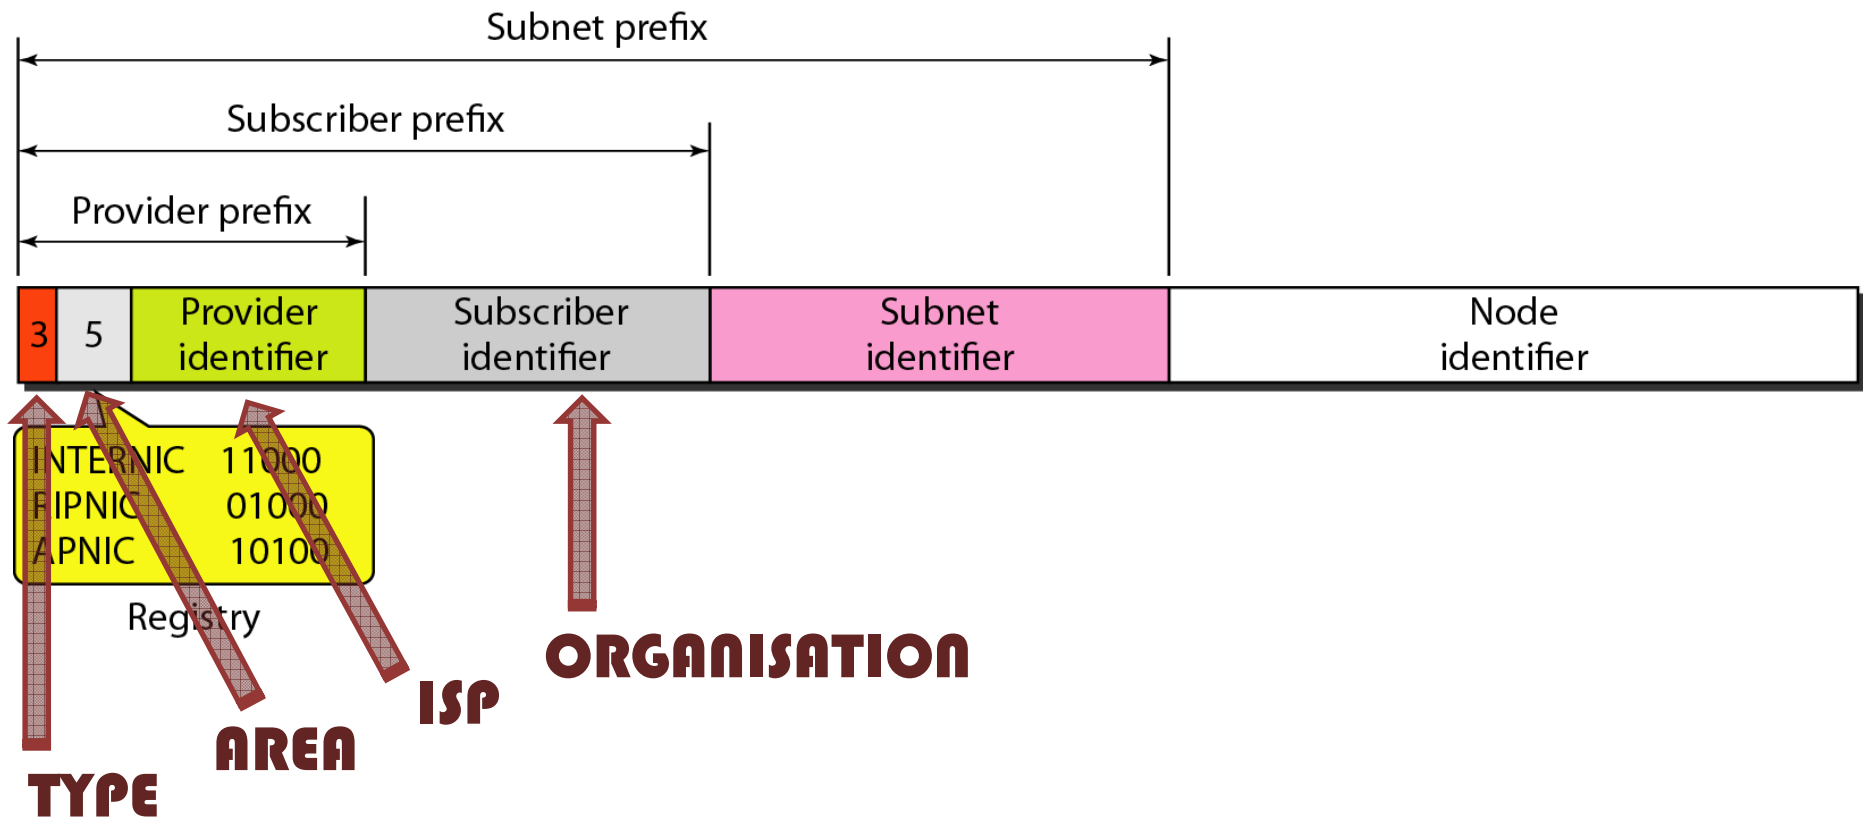 Subnet prefix
Subscriber prefix
Provider prefix
3
5
Provider
identifier
Subscriber
identifier
Subnet
identifier
Node
identifier
INTERNIC 11000
RIPNIC 01000
APNIC 10100
Registry
ORGANISATION
ISP
AREA
TYPE